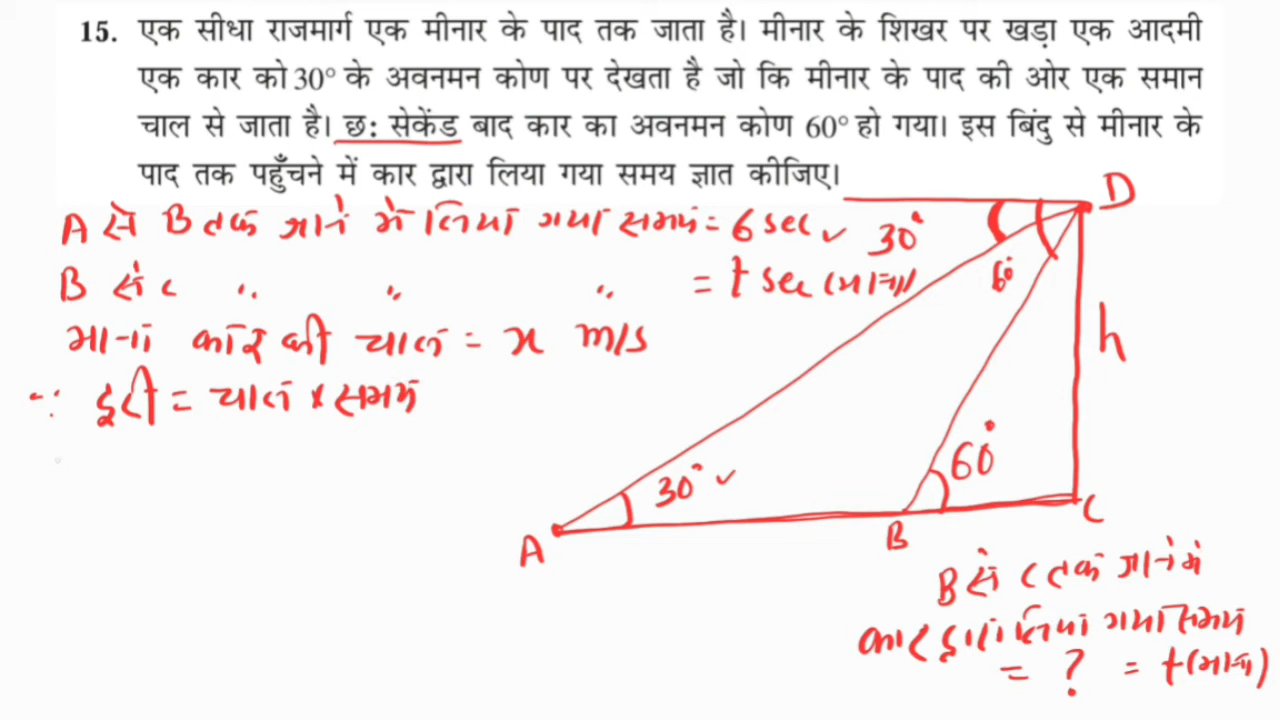 15. एक सीधा राजमार्ग एक मीनार के पाद तक जाता है। मीनार के शिखर पर खड़ा एक आदमी
एक कार को 30° के अवनमन कोण पर देखता है जो कि मीनार के पाद की ओर एक समान
चाल से जाता है। छः सेकेंड बाद कार का अवनमन कोण 60° हो गया। इस बिंदु से मीनार के
पाद तक पहुँचने में कार द्वारा लिया गया समय ज्ञात कीजिए।
A से B तक जाने में लिया गया समय = 6 sec ✓
B से C " " " = t sec (माना)
माना कार की चाल = x m/s
∵ दूरी = चाल × समय
D
30°
60°
h
30° ✓
60°
A
B
C
B से C तक जाने में
कार द्वारा लिया गया समय
= ? = t (माना)